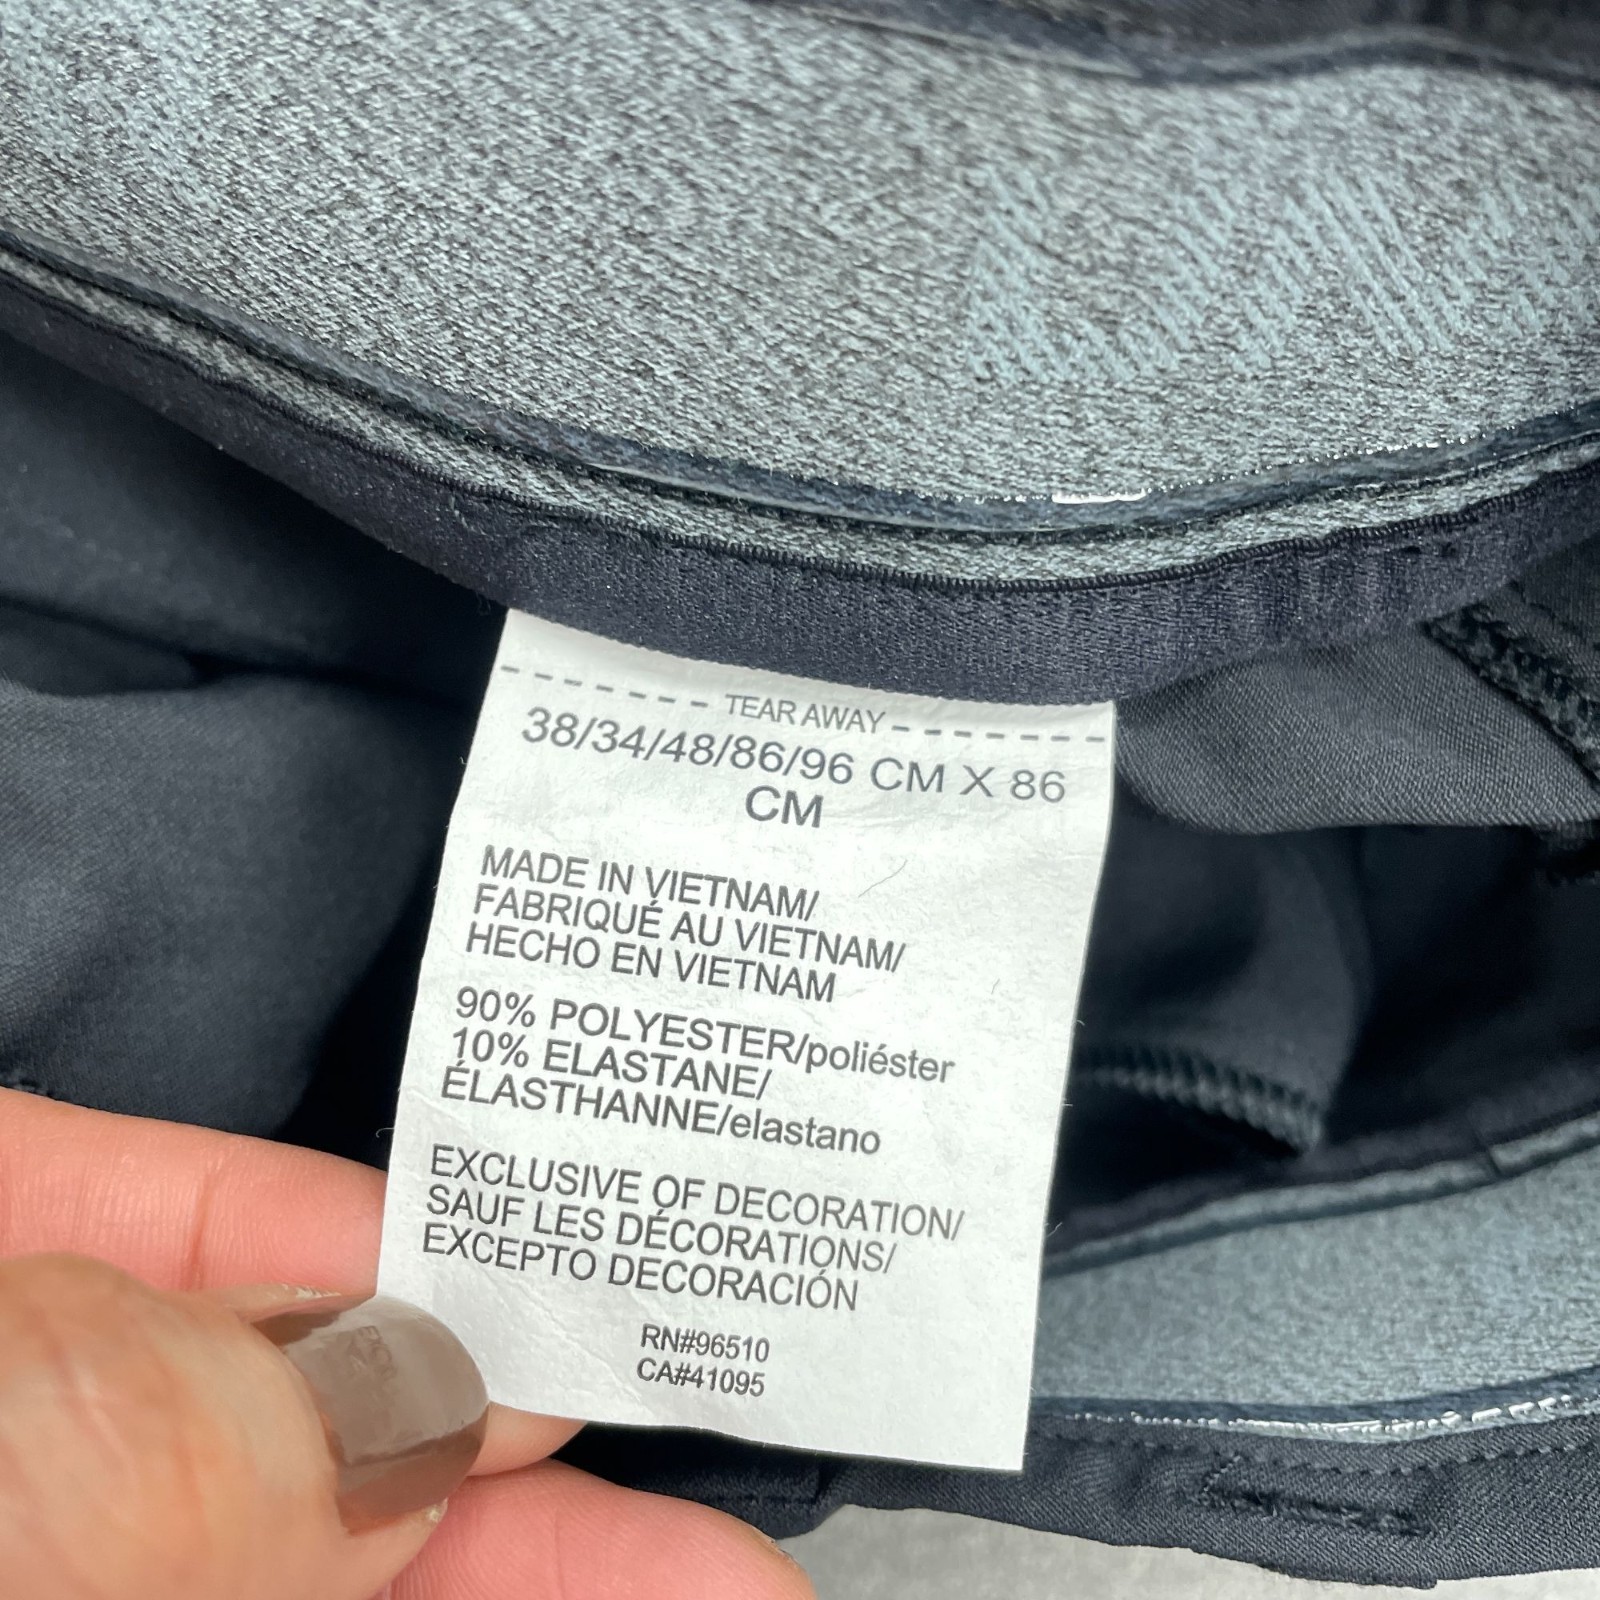 TEAR AWAY
38/34/48/86/96 CM X 86
CM
MADE IN VIETNAM/
FABRIQUÉ AU VIETNAM/
HECHO EN VIETNAM
90% POLYESTER/poliéster
10% ELASTANE/
ÉLASTHANNE/elastano
EXCLUSIVE OF DECORATION/
SAUF LES DÉCORATIONS/
EXCEPTO DECORACIÓN
RN#96510
CA#41095